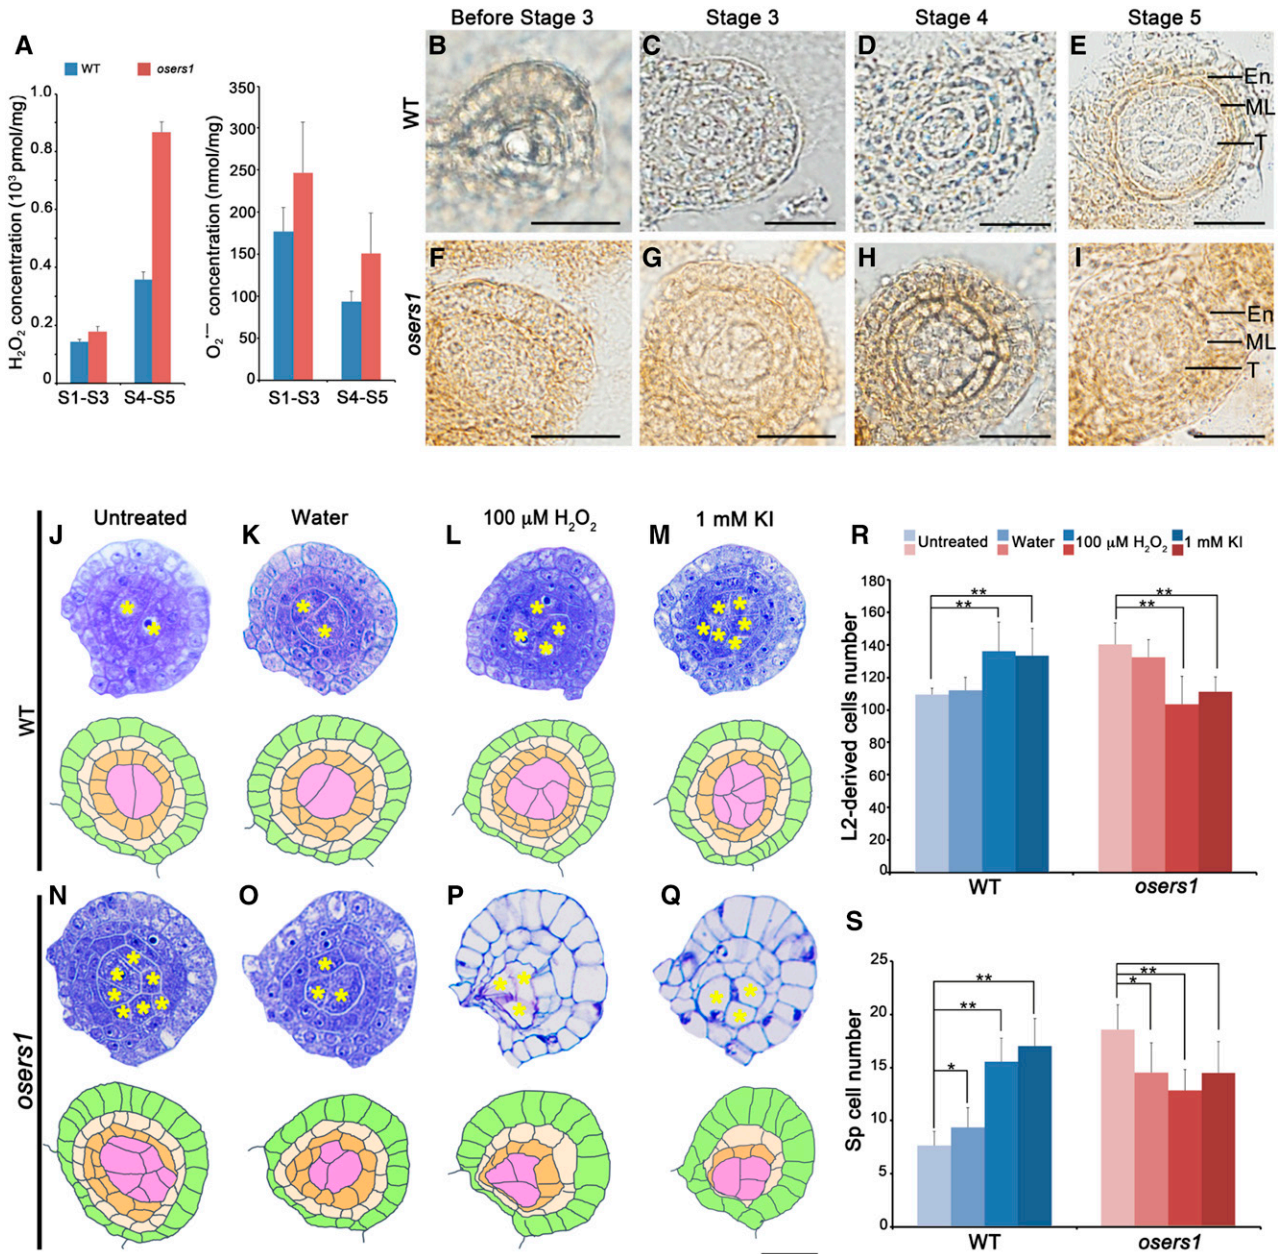 Before Stage 3 Stage 3 Stage 4 Stage 5
A
WT osers1
H₂O₂ concentration (10³ pmol/mg)
1.0
0.8
0.6
0.4
0.2
0
S1-S3 S4-S5
O₂˙⁻ concentration (nmol/mg)
350
300
250
200
150
100
50
0
S1-S3 S4-S5
WT
B C D E
En
ML
T
osers1
F G H I
En
ML
T
Untreated Water 100 μM H₂O₂ 1 mM KI
WT
J K L M
* * * * * * * * * * * * * *
osers1
N O P Q
* * * * * * * * * * * * * * * *
R
Untreated Water 100 μM H₂O₂ 1 mM KI
L2-derived cells number
180
160
140
120
100
80
60
40
20
0
** ** ** **
WT osers1
S
Sp cell number
25
20
15
10
5
0
** ** * ** *
WT osers1